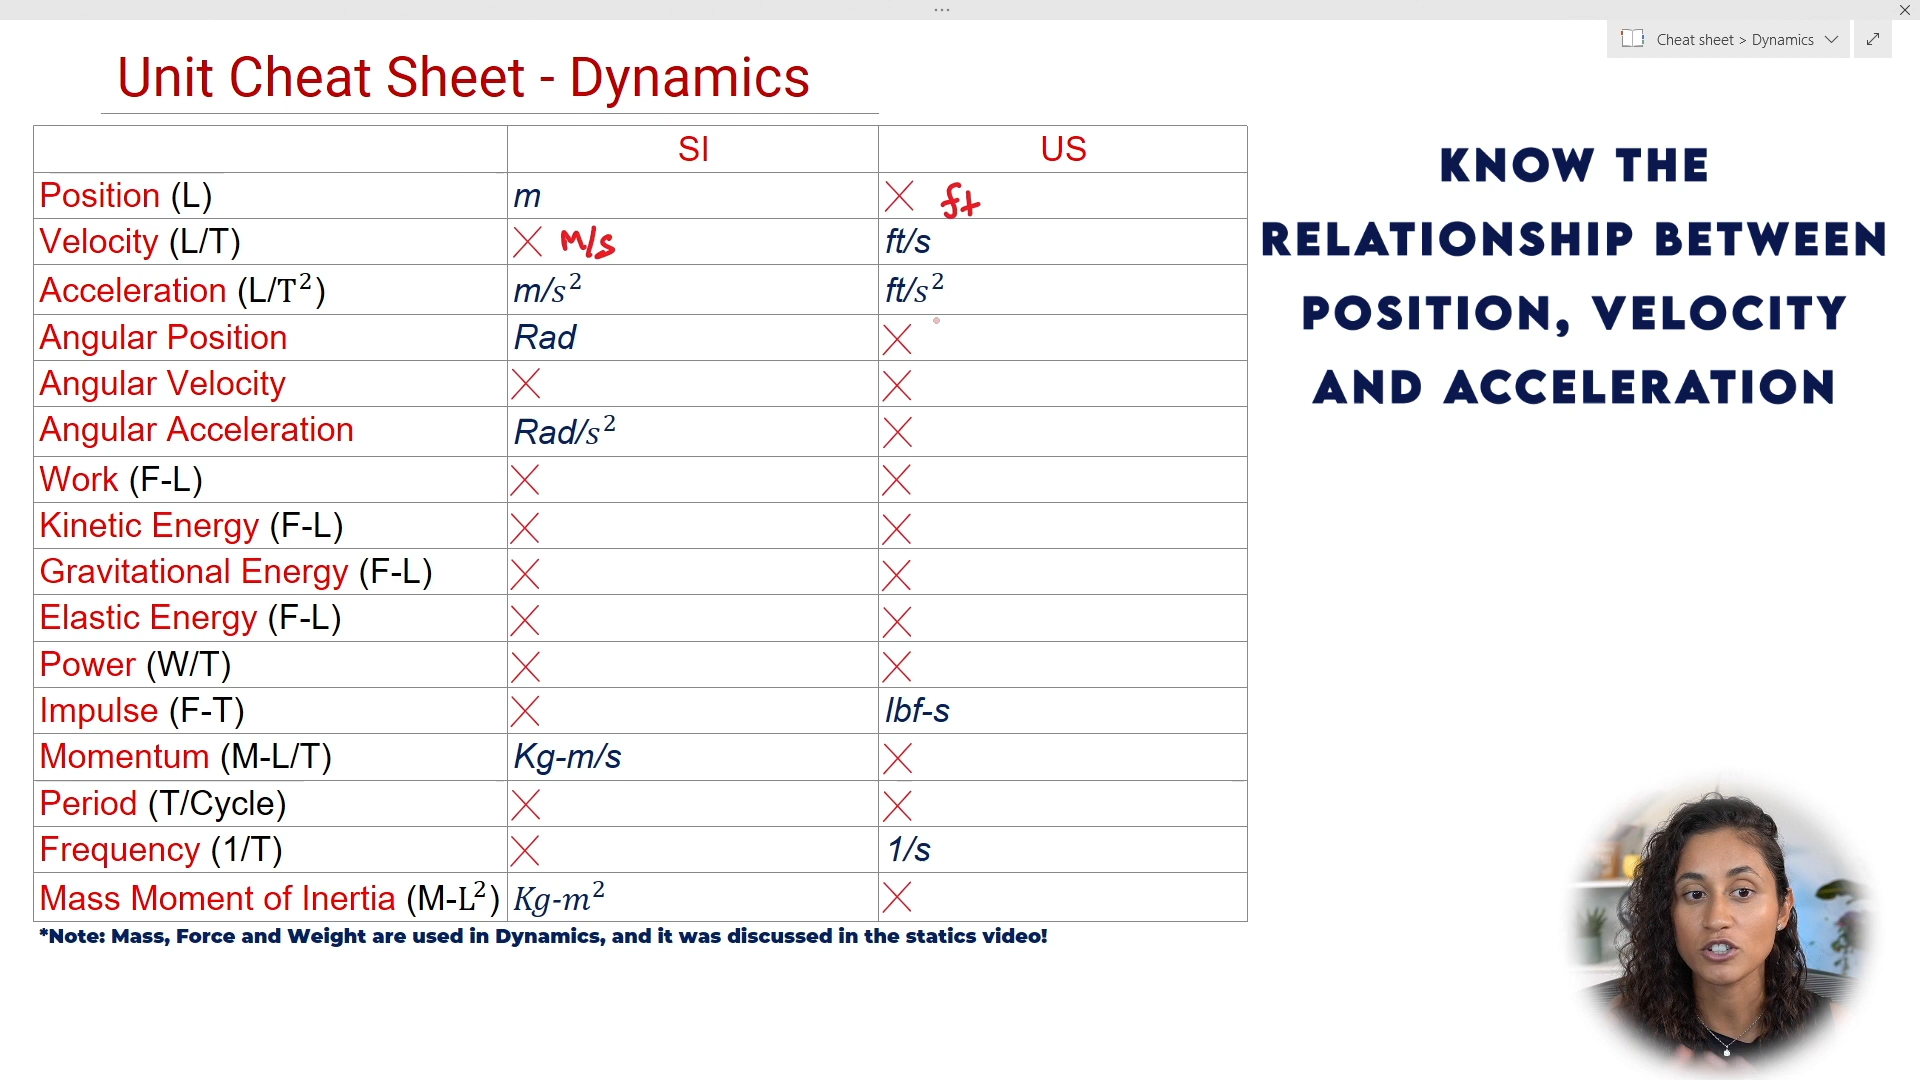 Cheat sheet > Dynamics
Unit Cheat Sheet - Dynamics
SI US
Position (L) m ft
Velocity (L/T) m/s ft/s
Acceleration (L/T²) m/s² ft/s²
Angular Position Rad
Angular Velocity
Angular Acceleration Rad/s²
Work (F-L)
Kinetic Energy (F-L)
Gravitational Energy (F-L)
Elastic Energy (F-L)
Power (W/T)
Impulse (F-T) lbf-s
Momentum (M-L/T) Kg-m/s
Period (T/Cycle)
Frequency (1/T) 1/s
Mass Moment of Inertia (M-L²) Kg-m²
*Note: Mass, Force and Weight are used in Dynamics, and it was discussed in the statics video!
KNOW THE
RELATIONSHIP BETWEEN
POSITION, VELOCITY
AND ACCELERATION